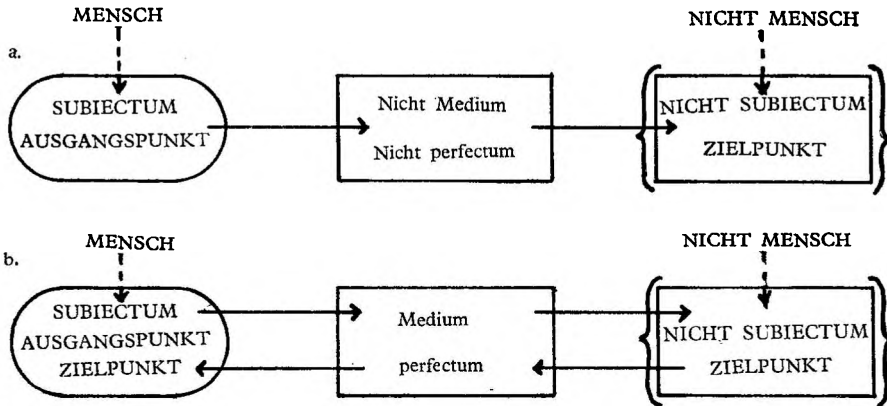 MENSCH NICHT MENSCH
a.
SUBIECTUM Nicht Medium NICHT SUBIECTUM
AUSGANGSPUNKT Nicht perfectum ZIELPUNKT
MENSCH NICHT MENSCH
b.
SUBIECTUM Medium NICHT SUBIECTUM
AUSGANGSPUNKT
ZIELPUNKT perfectum ZIELPUNKT